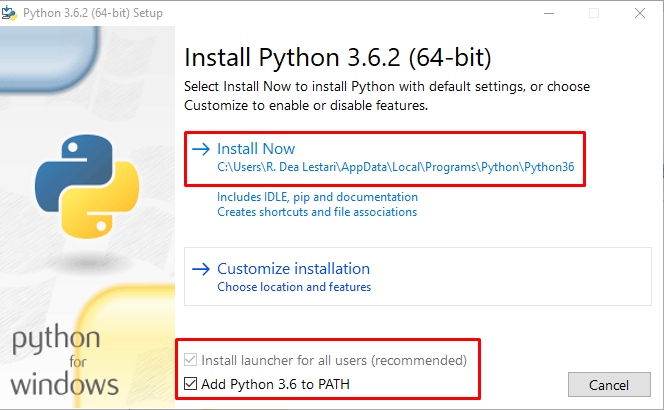 Python 3.6.2 (64-bit) Setup
Install Python 3.6.2 (64-bit)
Select Install Now to install Python with default settings, or choose
Customize to enable or disable features.
Install Now
C:\Users\R. Dea Lestari\AppData\Local\Programs\Python\Python36
Includes IDLE, pip and documentation
Creates shortcuts and file associations
Customize installation
Choose location and features
python
for
windows
Install launcher for all users (recommended)
Add Python 3.6 to PATH
Cancel